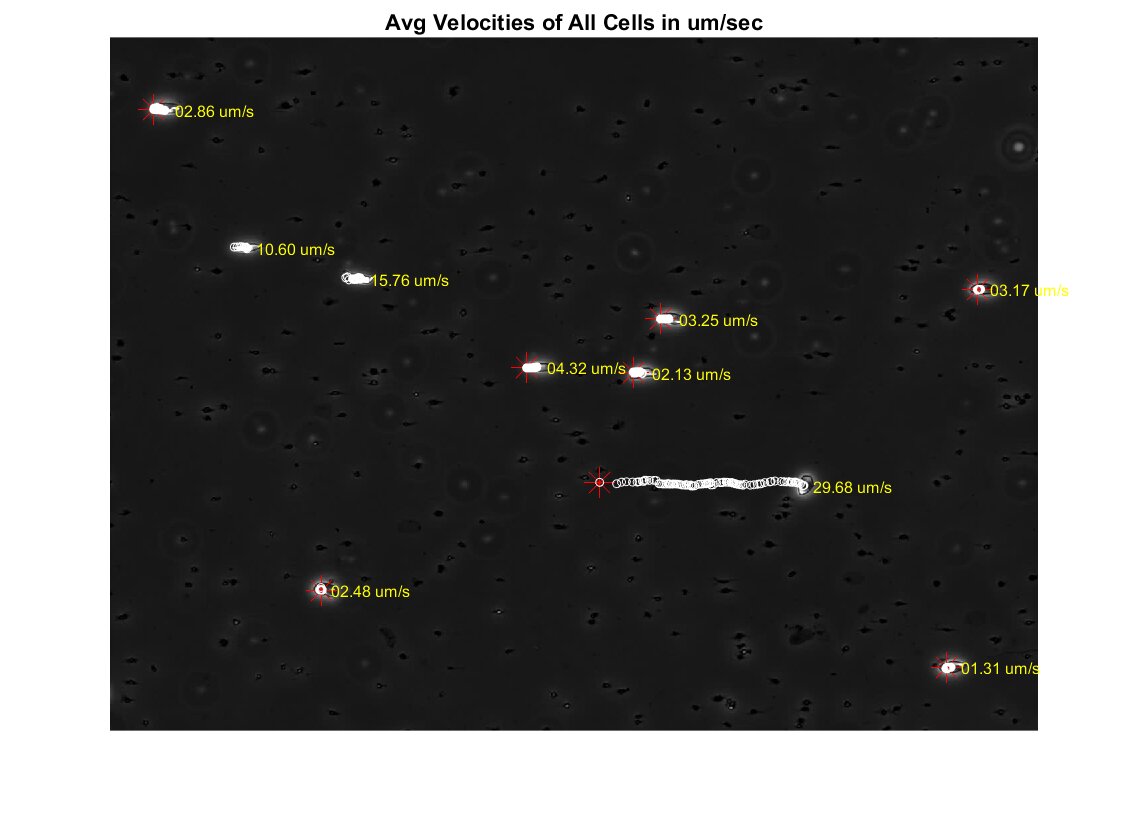 Avg Velocities of All Cells in um/sec
02.86 um/s
10.60 um/s
15.76 um/s
03.17 um/s
03.25 um/s
04.32 um/s
02.13 um/s
29.68 um/s
02.48 um/s
01.31 um/s